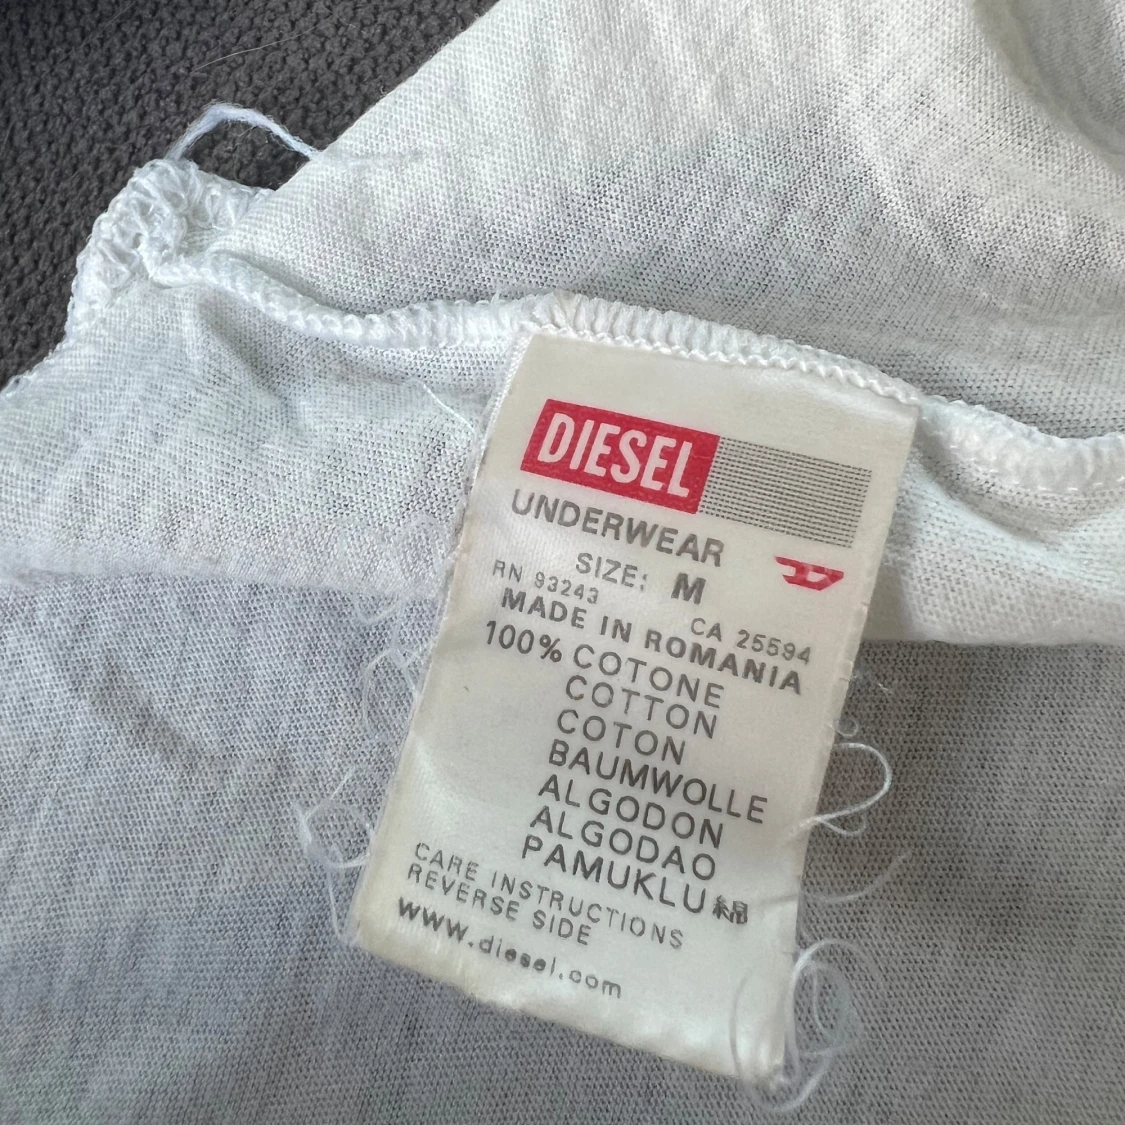 DIESEL
UNDERWEAR
SIZE: M
RN 93243 CA 25594
MADE IN ROMANIA
100% COTONE
COTTON
COTON
BAUMWOLLE
ALGODON
ALGODAO
PAMUKLU 綿
CARE INSTRUCTIONS
REVERSE SIDE
www.diesel.com